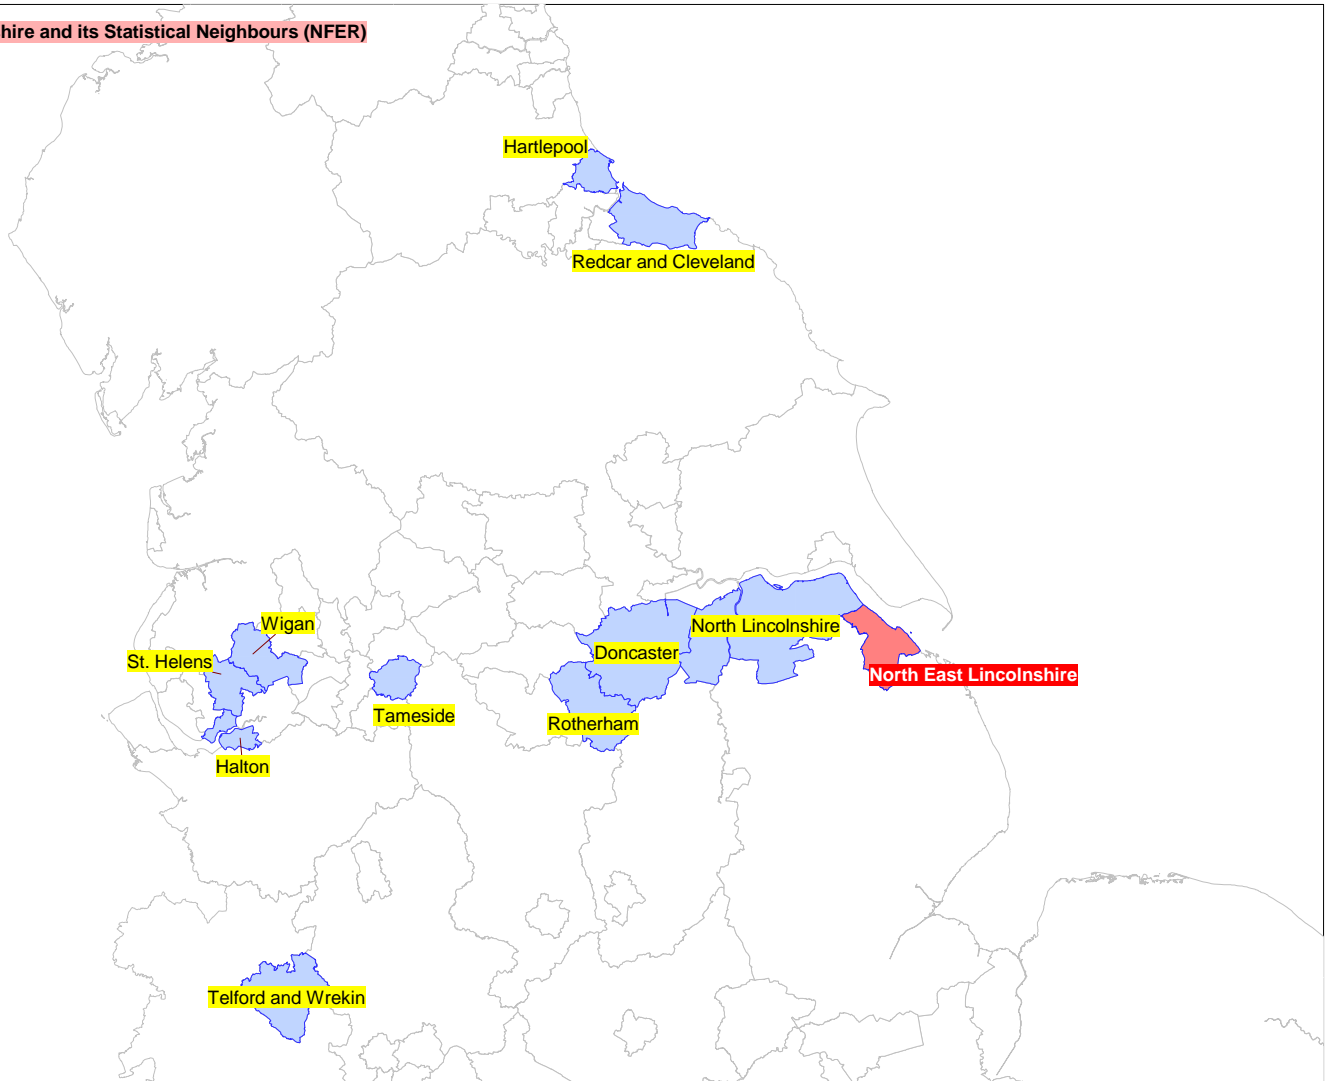 hire and its Statistical Neighbours (NFER)
Hartlepool
Redcar and Cleveland
Wigan
North Lincolnshire
St. Helens
Doncaster
North East Lincolnshire
Tameside
Rotherham
Halton
Telford and Wrekin